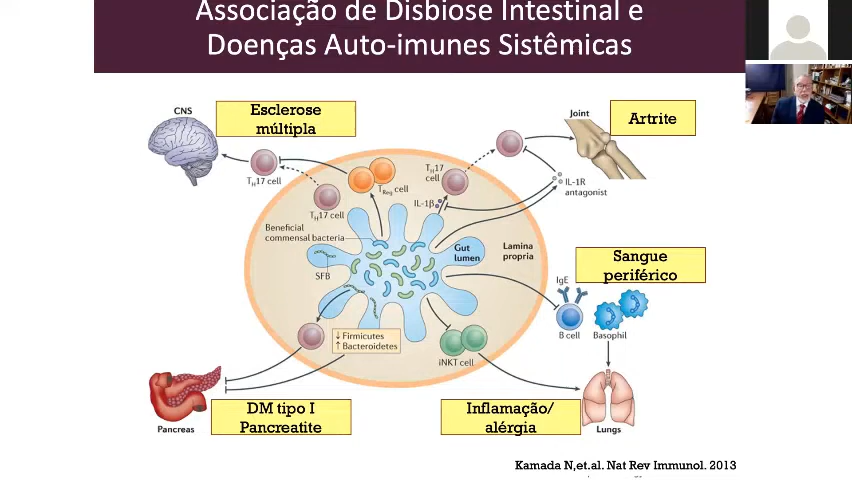 Associação de Disbiose Intestinal e
Doenças Auto-imunes Sistêmicas
CNS
Esclerose
múltipla
Joint
Artrite
TH17 cell
TH17 cell
TReg cell
TH17
cell
IL-1β
IL-1R
antagonist
Beneficial
commensal bacteria
SFB
Gut
lumen
Lamina
propria
Sangue
periférico
IgE
B cell
Basophil
↓ Firmicutes
↑ Bacteroidetes
iNKT cell
Pancreas
DM tipo I
Pancreatite
Inflamação/
alérgia
Lungs
Kamada N,et.al. Nat Rev Immunol. 2013